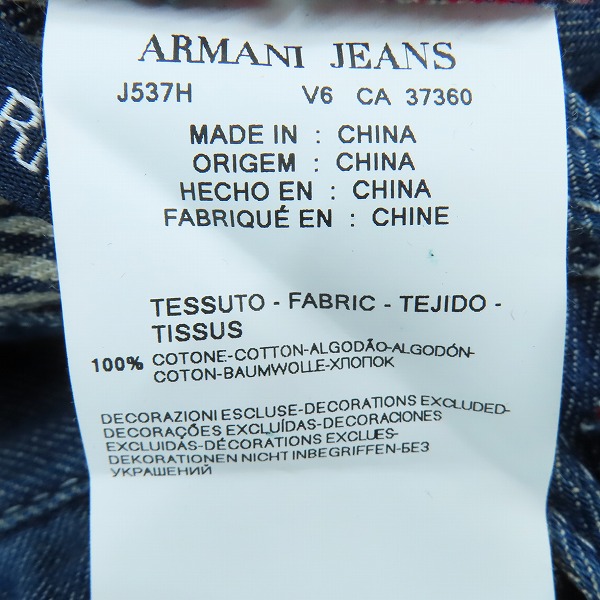 ARMANI JEANS
J537H V6 CA 37360
MADE IN : CHINA
ORIGEM : CHINA
HECHO EN : CHINA
FABRIQUÉ EN : CHINE
TESSUTO - FABRIC - TEJIDO -
TISSUS
100% COTONE-COTTON-ALGODÃO-ALGODÓN-
COTON-BAUMWOLLE-ХЛОПОК
DECORAZIONI ESCLUSE-DECORATIONS EXCLUDED-
DECORAÇÕES EXCLUÍDAS-DECORACIONES
EXCLUIDAS-DÉCORATIONS EXCLUES-
DEKORATIONEN NICHT INBEGRIFFEN-БЕЗ
УКРАШЕНИЙ